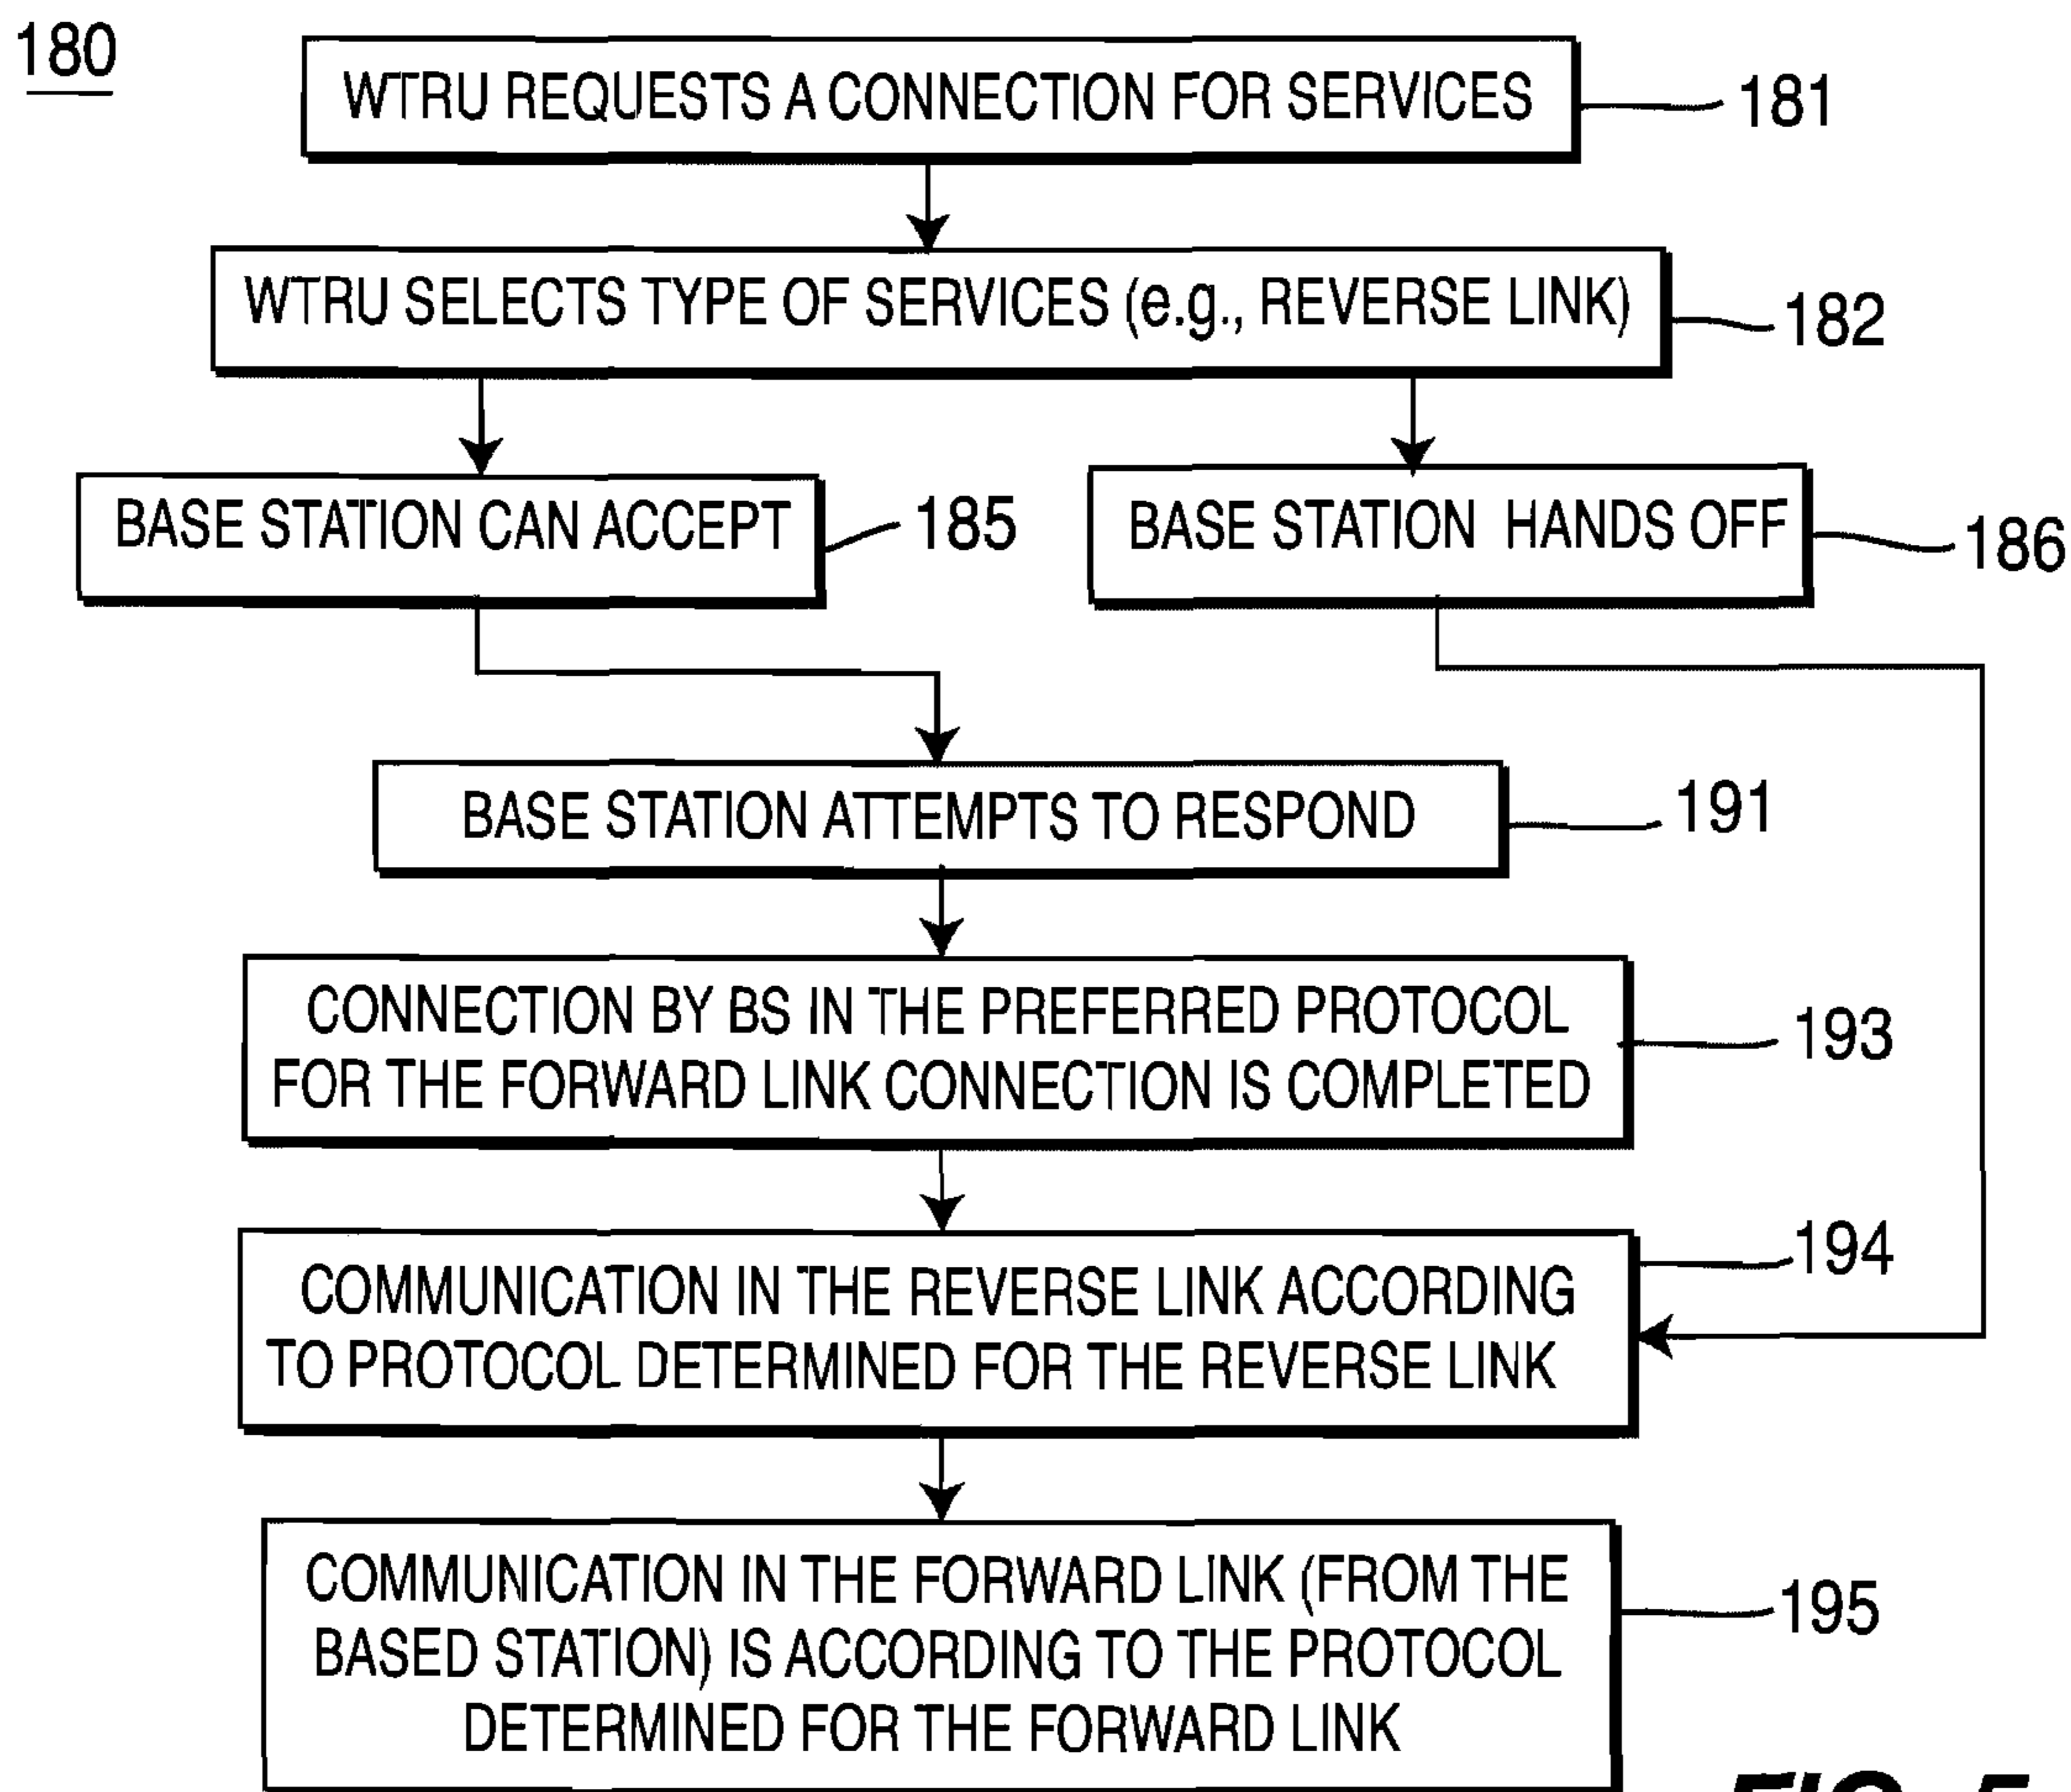 180
WTRU REQUESTS A CONNECTION FOR SERVICES
181
WTRU SELECTS TYPE OF SERVICES (e.g., REVERSE LINK)
182
BASE STATION CAN ACCEPT
185
BASE STATION HANDS OFF
186
BASE STATION ATTEMPTS TO RESPOND
191
CONNECTION BY BS IN THE PREFERRED PROTOCOL
FOR THE FORWARD LINK CONNECTION IS COMPLETED
193
COMMUNICATION IN THE REVERSE LINK ACCORDING
TO PROTOCOL DETERMINED FOR THE REVERSE LINK
194
COMMUNICATION IN THE FORWARD LINK (FROM THE
BASED STATION) IS ACCORDING TO THE PROTOCOL
DETERMINED FOR THE FORWARD LINK
195